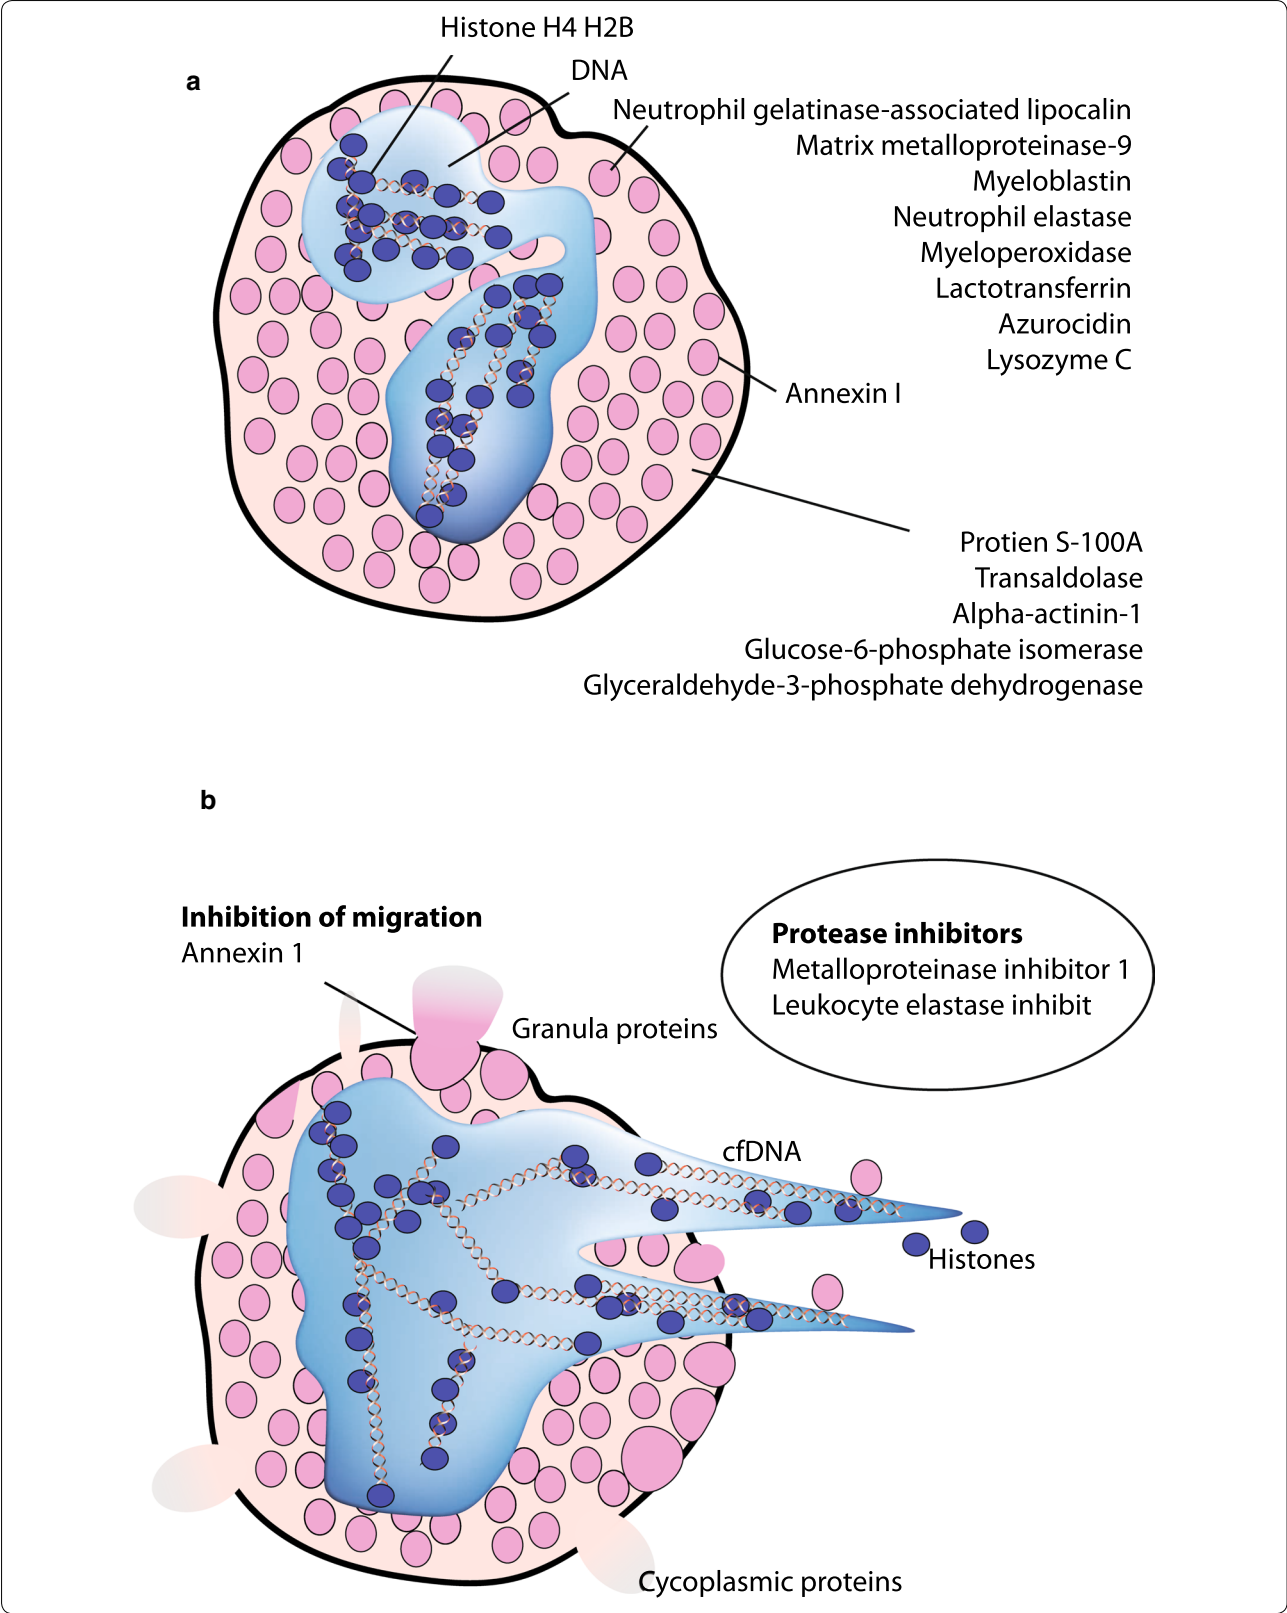 Histone H4 H2B
a
DNA
Neutrophil gelatinase-associated lipocalin
Matrix metalloproteinase-9
Myeloblastin
Neutrophil elastase
Myeloperoxidase
Lactotransferrin
Azurocidin
Lysozyme C
Annexin I
Protien S-100A
Transaldolase
Alpha-actinin-1
Glucose-6-phosphate isomerase
Glyceraldehyde-3-phosphate dehydrogenase
b
Inhibition of migration
Annexin 1
Protease inhibitors
Metalloproteinase inhibitor 1
Leukocyte elastase inhibit
Granula proteins
cfDNA
Histones
Cycoplasmic proteins